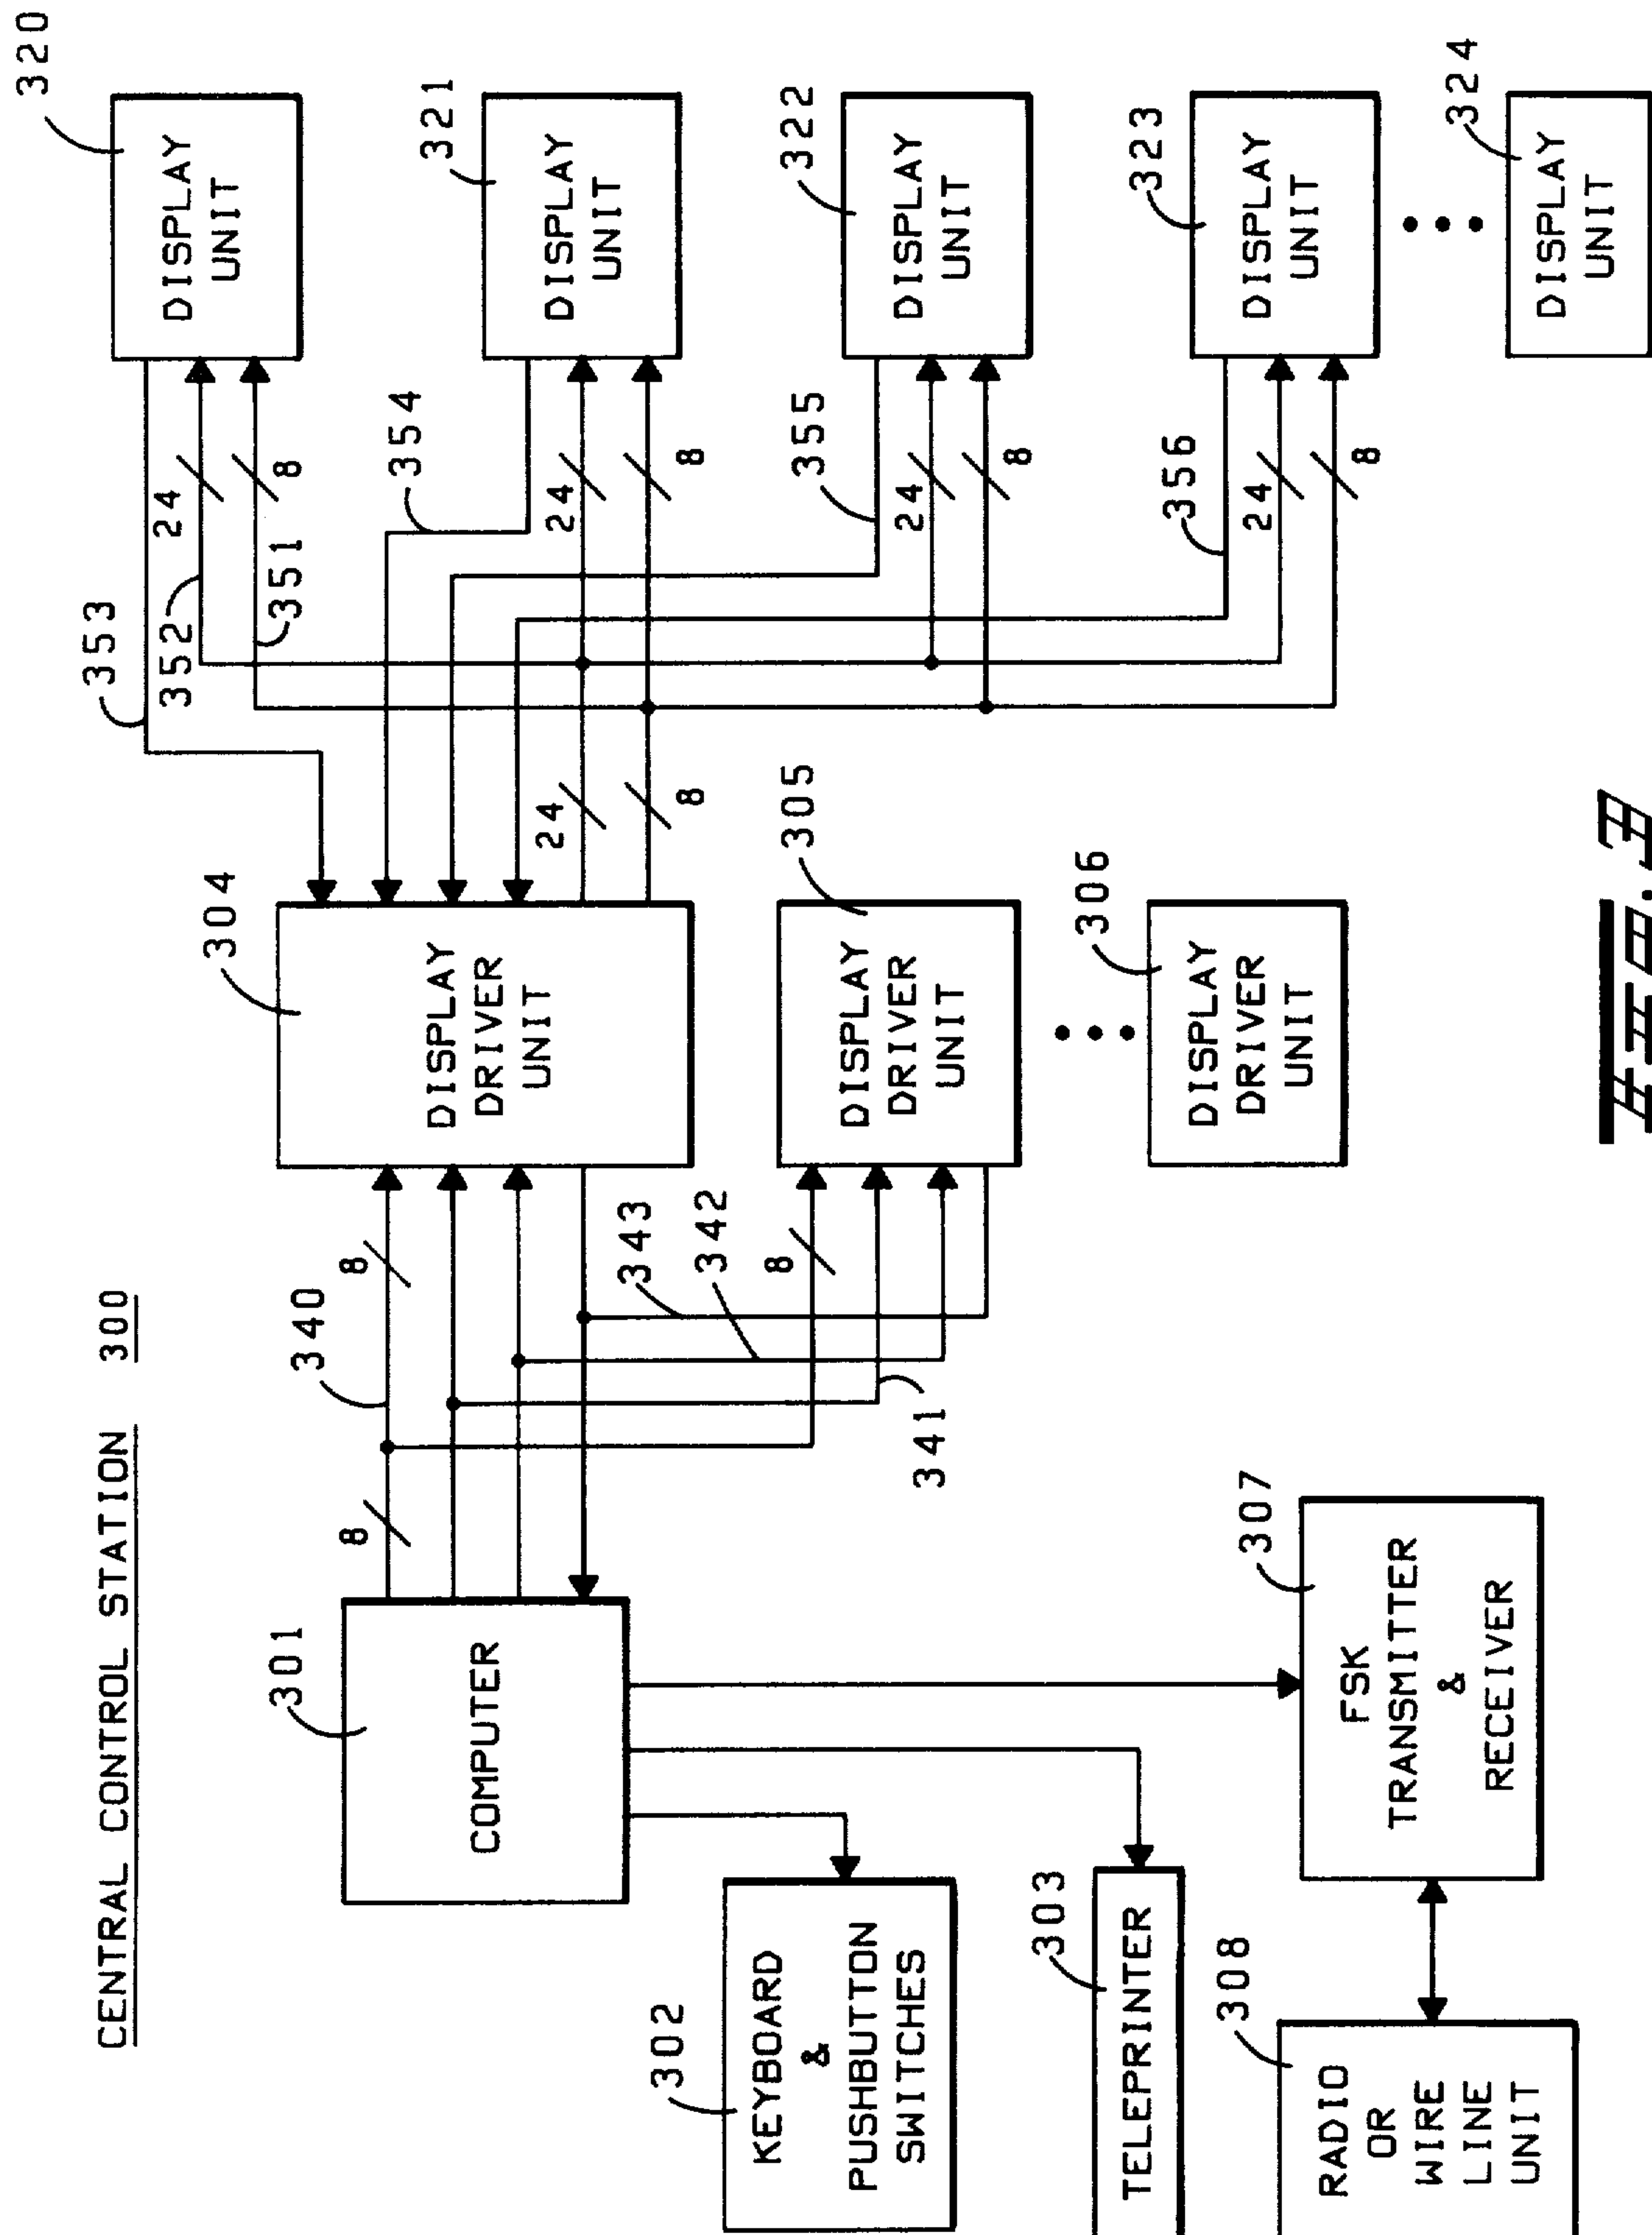 CENTRAL CONTROL STATION 300
301
COMPUTER
302
KEYBOARD
&
PUSHBUTTON
SWITCHES
303
TELEPRINTER
308
RADIO
OR
WIRE
LINE
UNIT
307
FSK
TRANSMITTER
&
RECEIVER
8
340
8
343
342
8
341
304
DISPLAY
DRIVER
UNIT
305
DISPLAY
DRIVER
UNIT
306
DISPLAY
DRIVER
UNIT
24
8
353
352
351
24
8
354
24
8
355
24
8
356
24
8
320
DISPLAY
UNIT
321
DISPLAY
UNIT
322
DISPLAY
UNIT
323
DISPLAY
UNIT
324
DISPLAY
UNIT